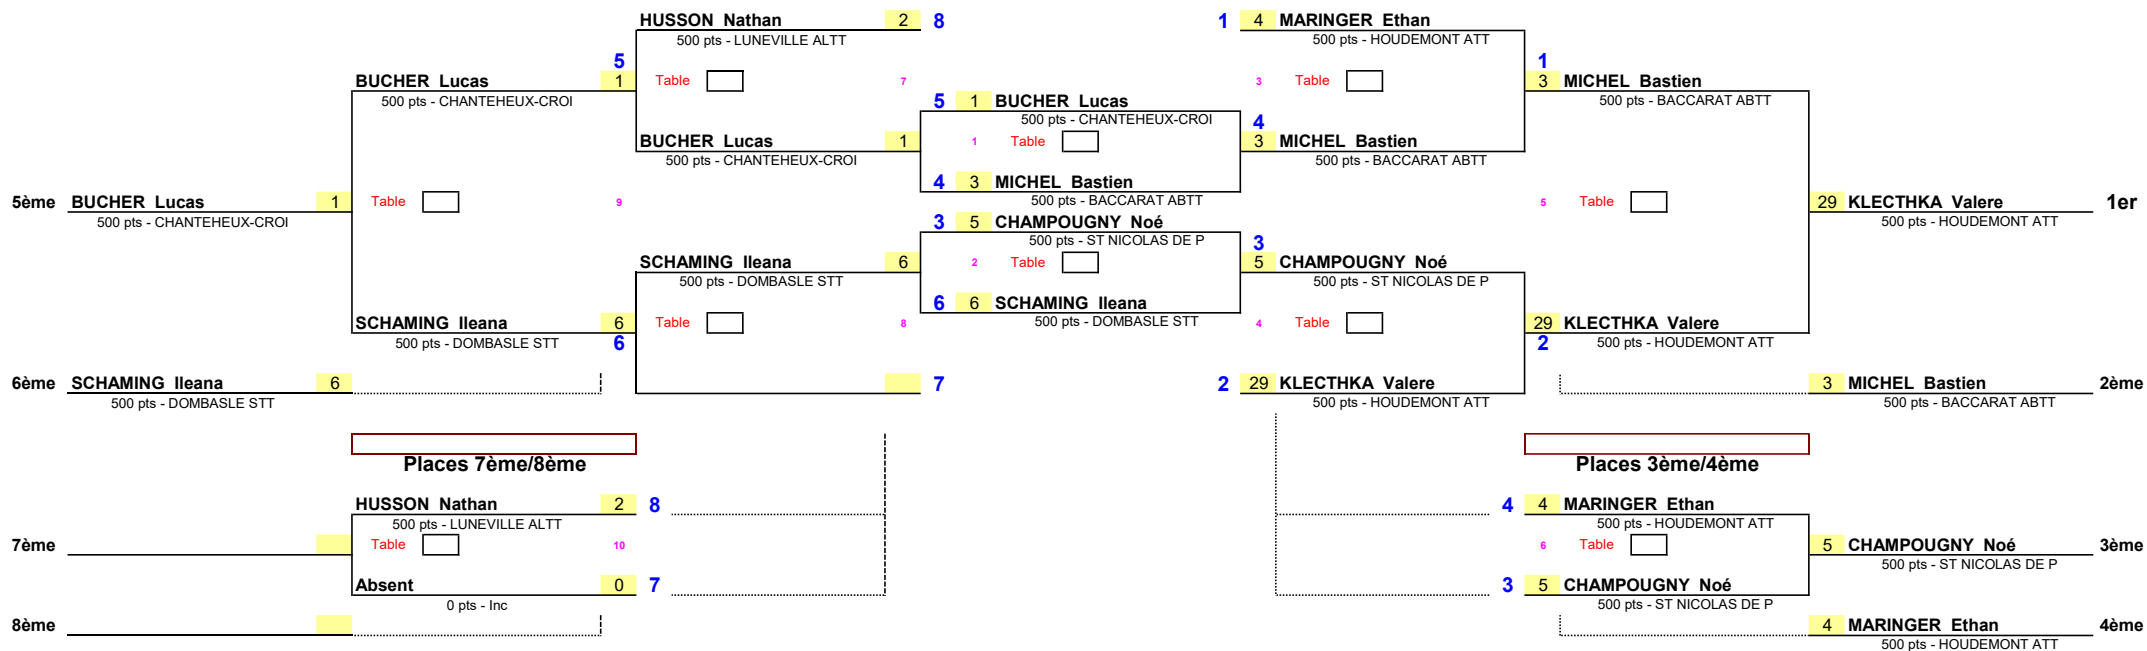 HUSSON Nathan 2 8 1 4 MARINGER Ethan
500 pts - LUNEVILLE ALTT 500 pts - HOUDEMONT ATT
5 1
BUCHER Lucas 1 Table 7 3 Table 3 MICHEL Bastien
500 pts - CHANTEHEUX-CROI 5 1 BUCHER Lucas 500 pts - BACCARAT ABTT
500 pts - CHANTEHEUX-CROI 4
BUCHER Lucas 1 1 Table 3 MICHEL Bastien
500 pts - CHANTEHEUX-CROI 500 pts - BACCARAT ABTT
4 3 MICHEL Bastien
5ème BUCHER Lucas 1 Table 9 500 pts - BACCARAT ABTT 5 Table 29 KLECTHKA Valere 1er
500 pts - CHANTEHEUX-CROI 3 5 CHAMPOUGNY Noé 500 pts - HOUDEMONT ATT
500 pts - ST NICOLAS DE P 3
SCHAMING Ileana 6 2 Table 5 CHAMPOUGNY Noé
500 pts - DOMBASLE STT 500 pts - ST NICOLAS DE P
6 6 SCHAMING Ileana
SCHAMING Ileana 6 Table 8 500 pts - DOMBASLE STT 4 Table 29 KLECTHKA Valere
500 pts - DOMBASLE STT 6 2 500 pts - HOUDEMONT ATT
6ème SCHAMING Ileana 6 7 2 29 KLECTHKA Valere 3 MICHEL Bastien 2ème
500 pts - DOMBASLE STT 500 pts - HOUDEMONT ATT 500 pts - BACCARAT ABTT
Places 7ème/8ème Places 3ème/4ème
HUSSON Nathan 2 8 4 4 MARINGER Ethan
500 pts - LUNEVILLE ALTT 500 pts - HOUDEMONT ATT
7ème Table 10 6 Table 5 CHAMPOUGNY Noé 3ème
500 pts - ST NICOLAS DE P
Absent 0 7 3 5 CHAMPOUGNY Noé
0 pts - Inc 500 pts - ST NICOLAS DE P
8ème 4 MARINGER Ethan 4ème
500 pts - HOUDEMONT ATT